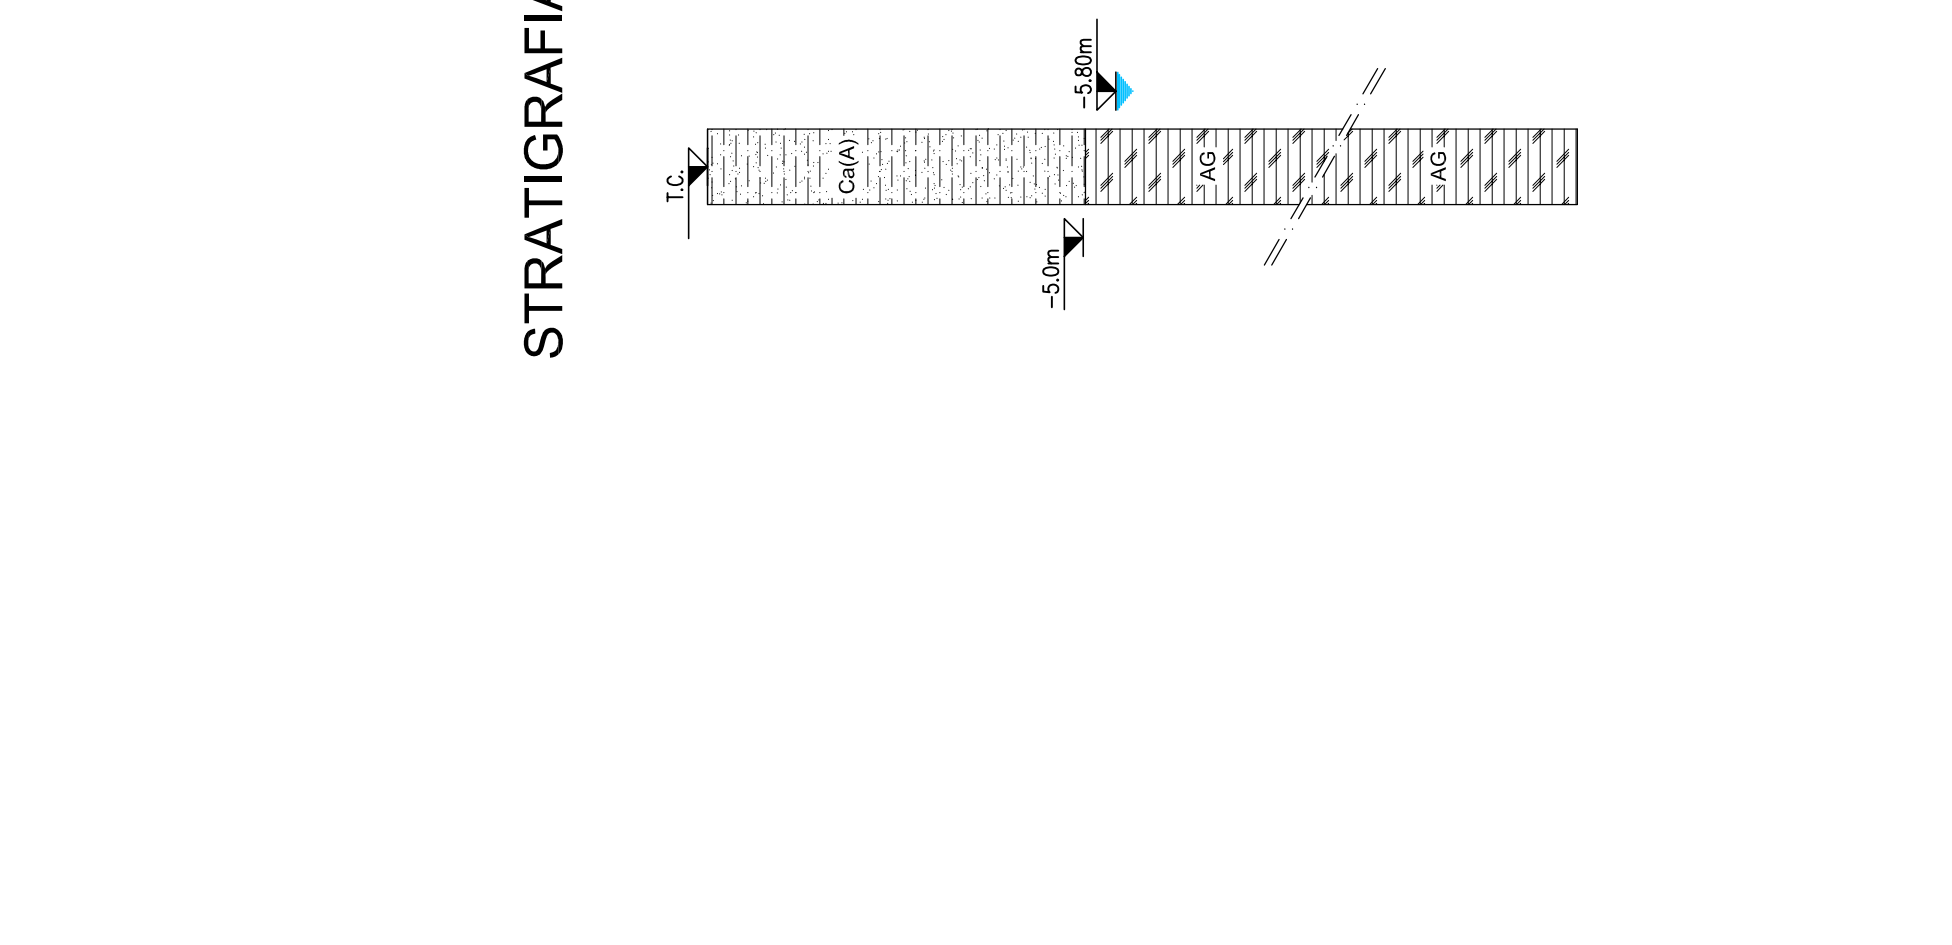 STRATIGRAFIA
T.C.
Ca(A)
−5.0m
−5.80m
AG
AG